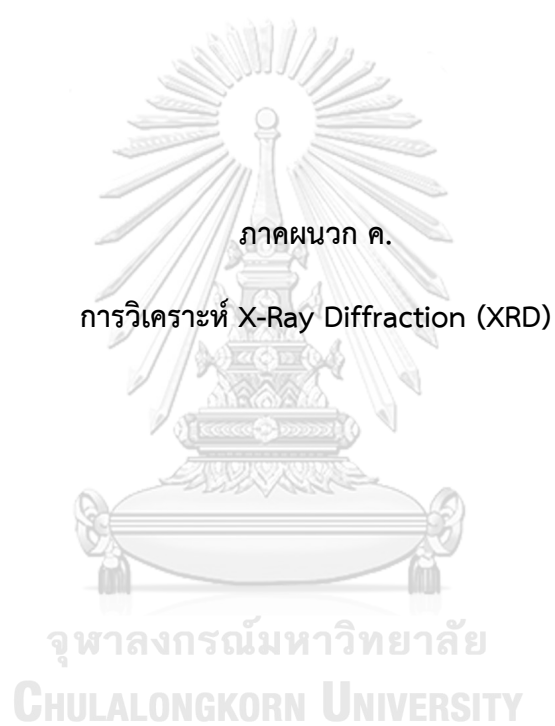 ภาคผนวก ค.
การวิเคราะห์ X-Ray Diffraction (XRD)
จุฬาลงกรณ์มหาวิทยาลัย
CHULALONGKORN UNIVERSITY